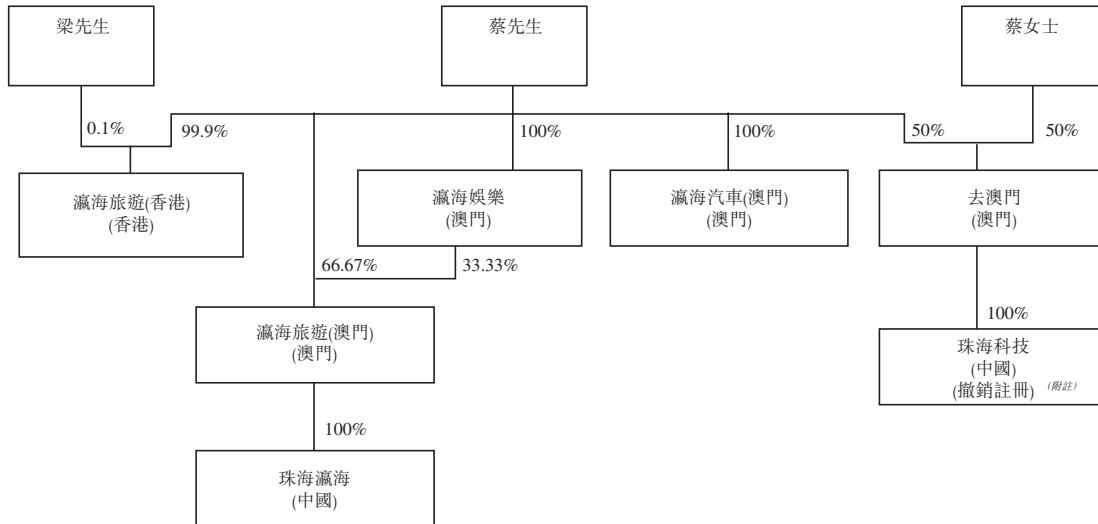 梁先生
蔡先生
蔡女士
0.1%
99.9%
100%
100%
50%
50%
瀛海旅遊(香港)
(香港)
瀛海娛樂
(澳門)
瀛海汽車(澳門)
(澳門)
去澳門
(澳門)
66.67%
33.33%
100%
瀛海旅遊(澳門)
(澳門)
珠海科技
(中國)
(撤銷註冊) (附註)
100%
珠海瀛海
(中國)